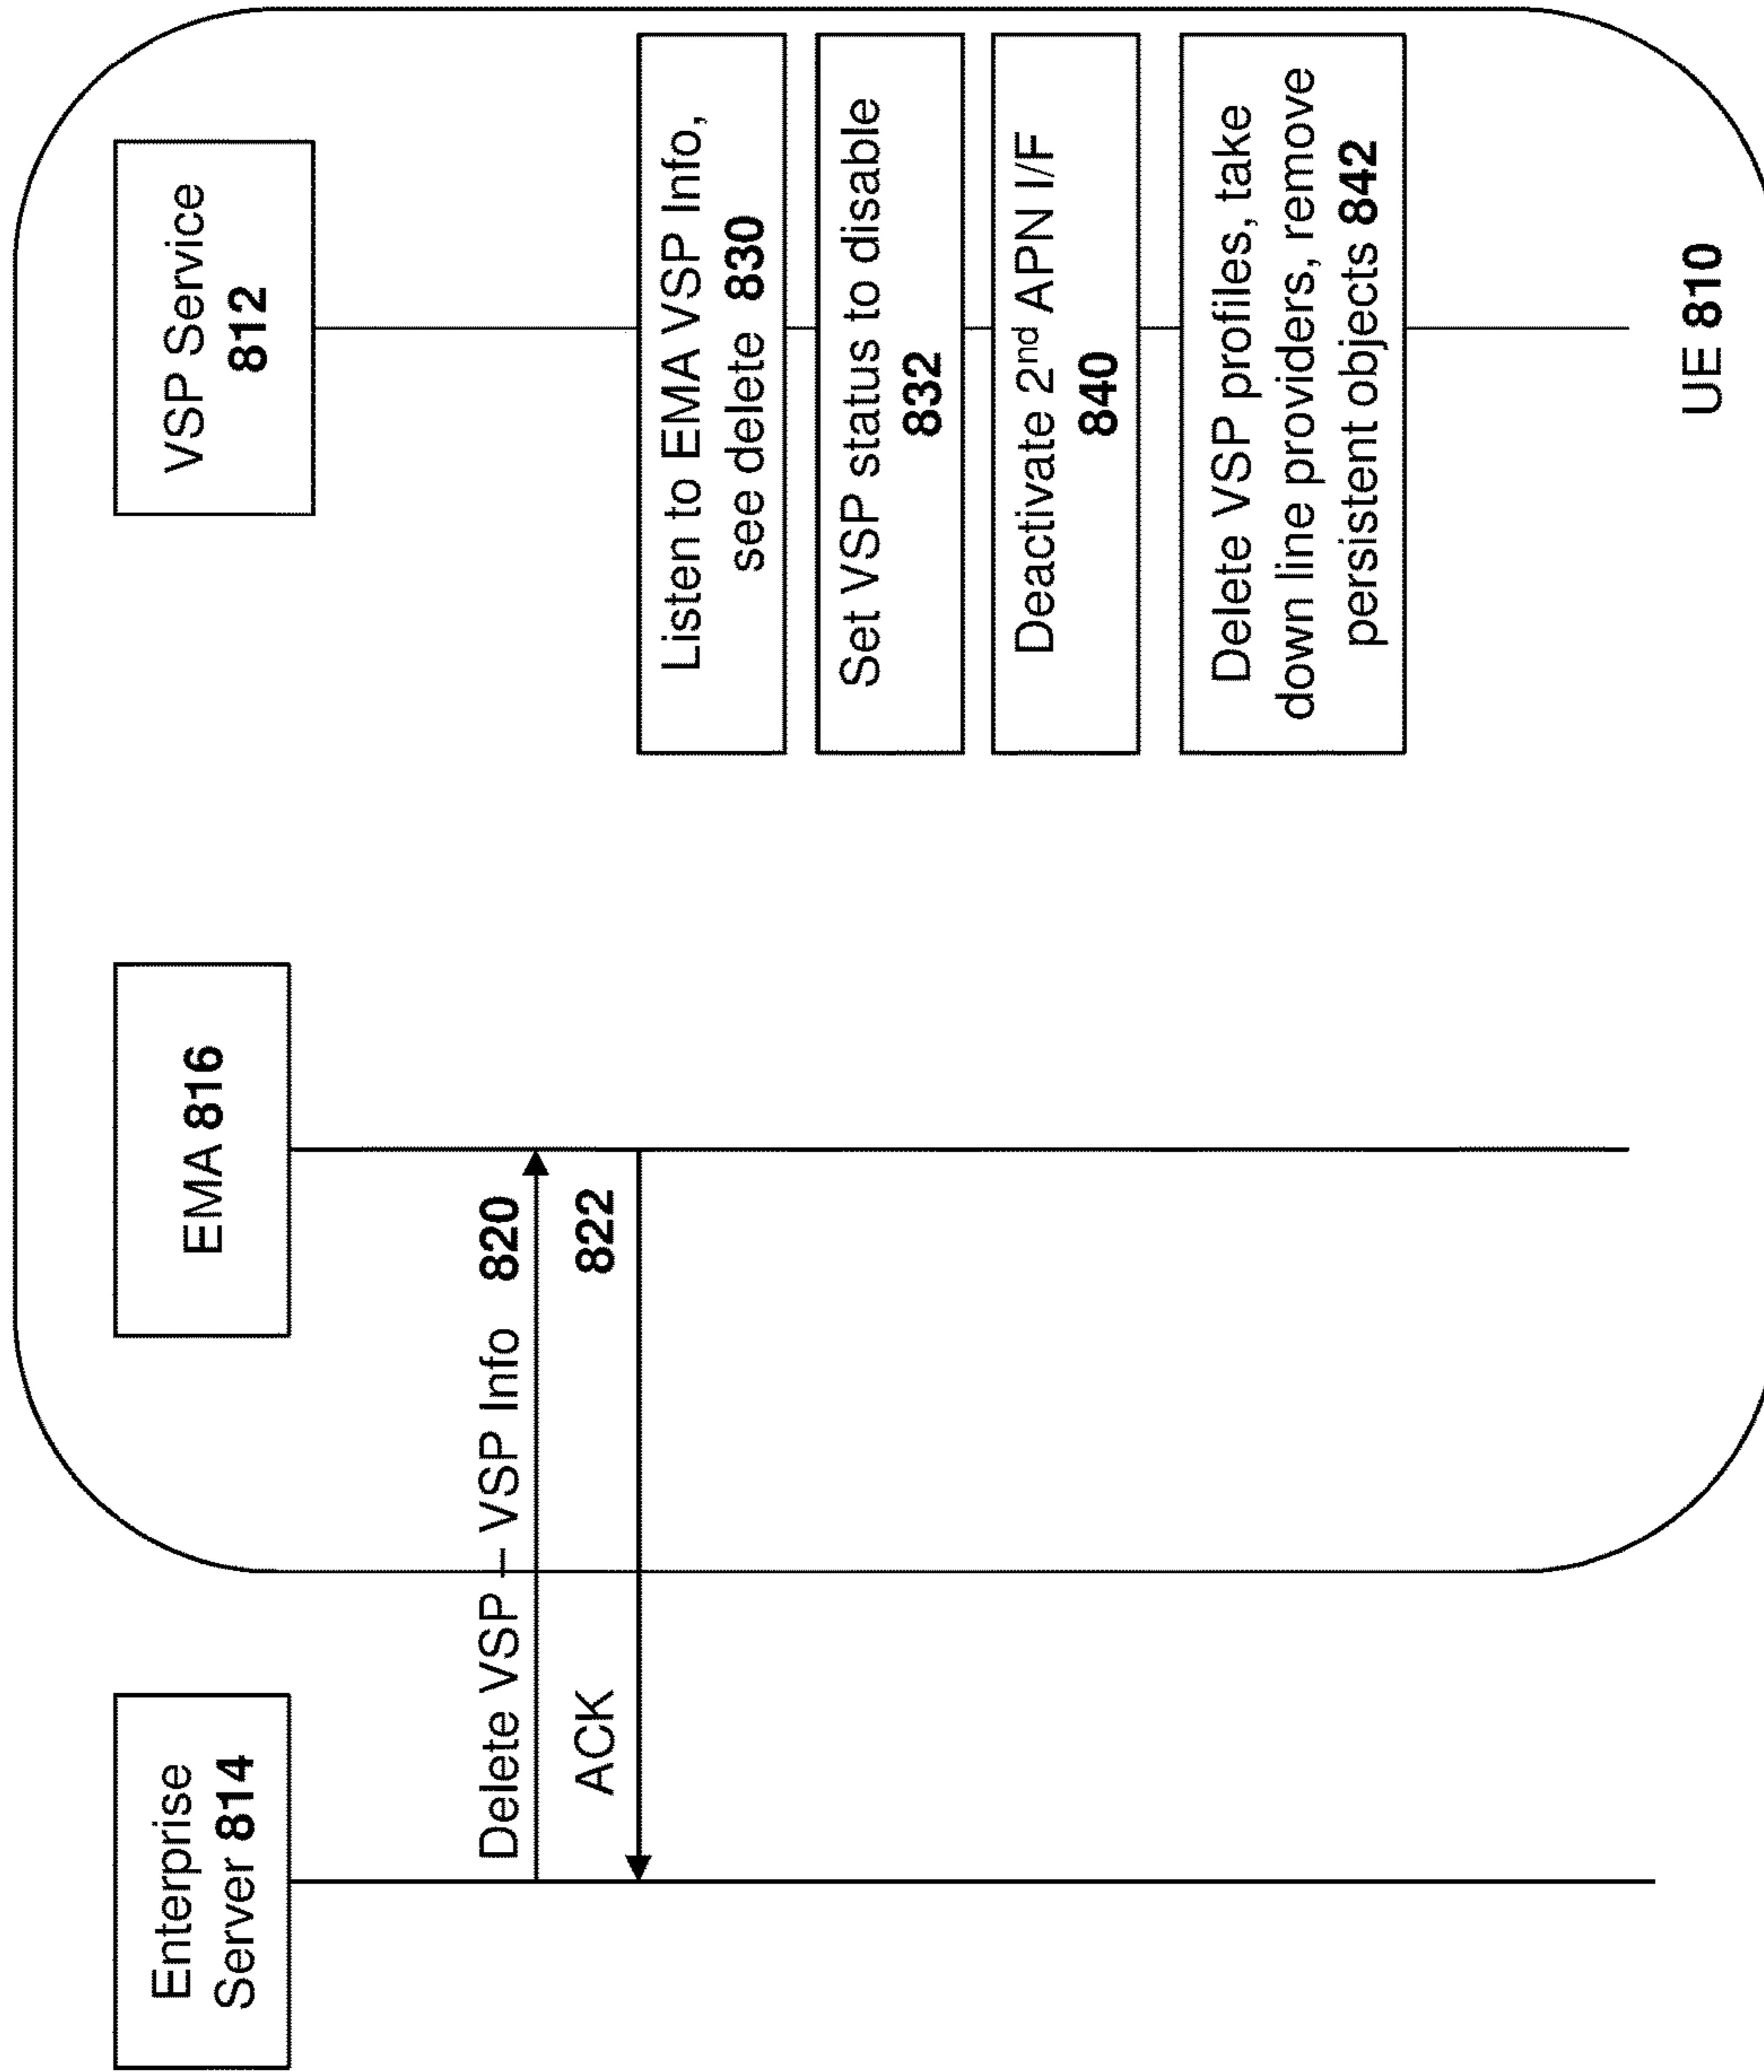 Enterprise
Server 814
EMA 816
VSP Service
812
Delete VSP – VSP Info 820
ACK 822
Listen to EMA VSP Info,
see delete 830
Set VSP status to disable
832
Deactivate 2nd APN I/F
840
Delete VSP profiles, take
down line providers, remove
persistent objects 842
UE 810